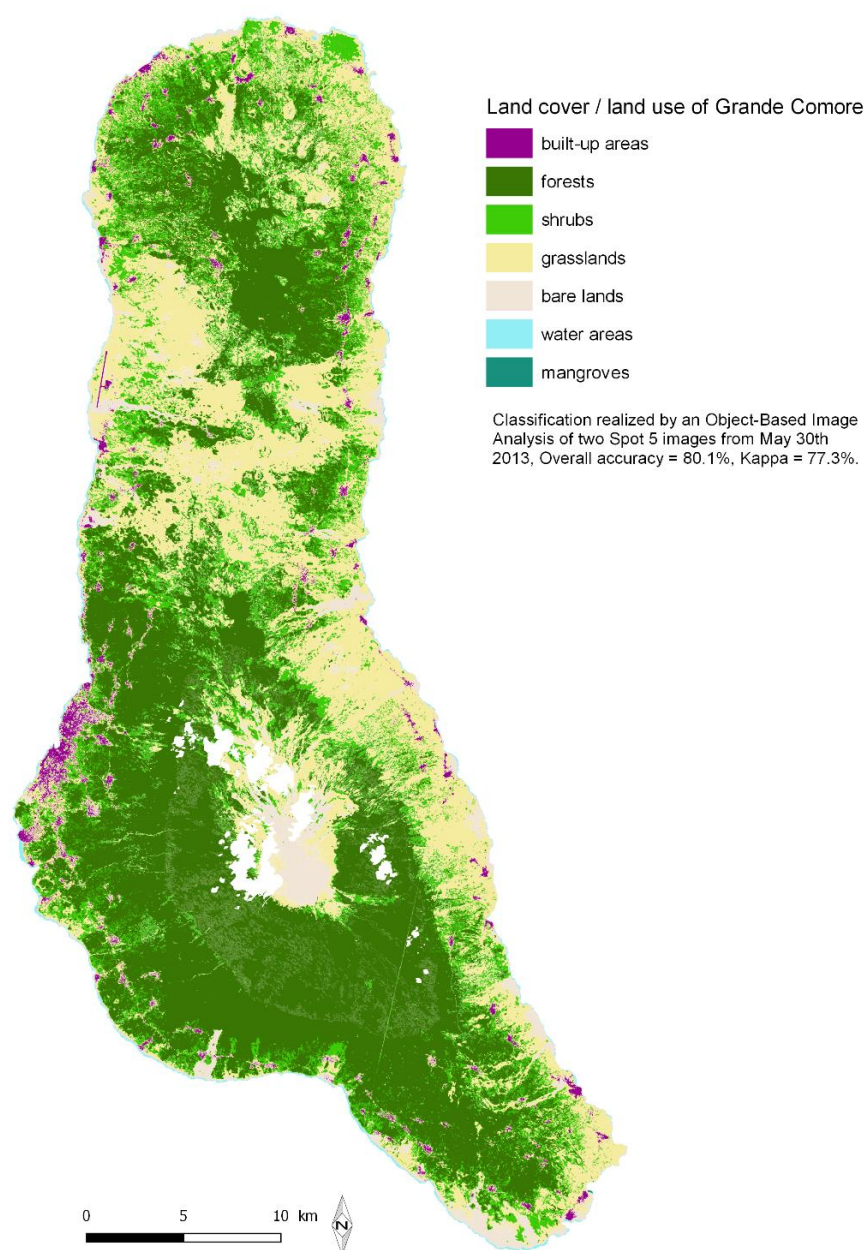 Land cover / land use of Grande Comore
built-up areas
forests
shrubs
grasslands
bare lands
water areas
mangroves
Classification realized by an Object-Based Image
Analysis of two Spot 5 images from May 30th
2013, Overall accuracy = 80.1%, Kappa = 77.3%.
0 5 10 km
N